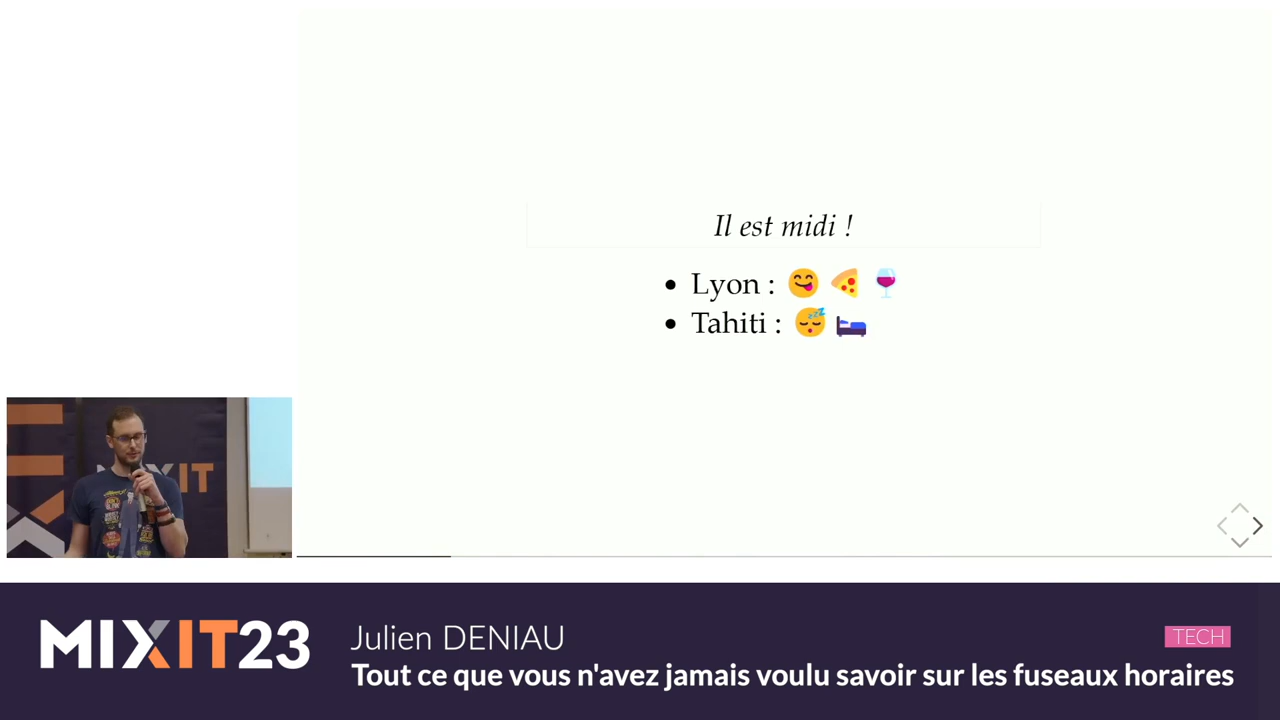 Il est midi !
• Lyon : 😋 🍕 🍷
• Tahiti : 😴 🛏️
MIXIT
MIXIT23
Julien DENIAU
TECH
Tout ce que vous n'avez jamais voulu savoir sur les fuseaux horaires